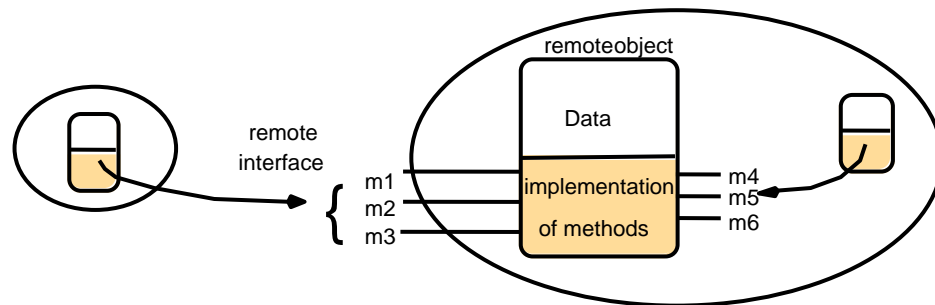 remoteobject
Data
remote
interface
{
m1
m2
m3
implementation
of methods
m4
m5
m6